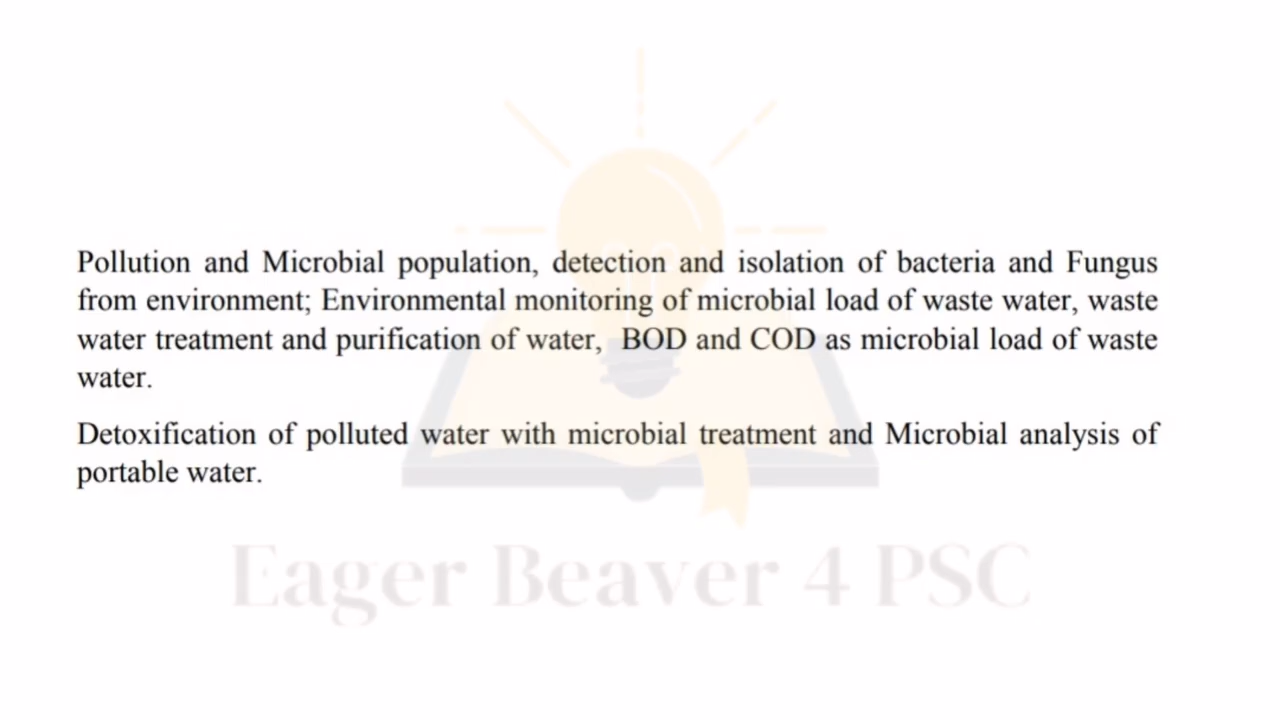 Pollution and Microbial population, detection and isolation of bacteria and Fungus
from environment; Environmental monitoring of microbial load of waste water, waste
water treatment and purification of water, BOD and COD as microbial load of waste
water.
Detoxification of polluted water with microbial treatment and Microbial analysis of
portable water.
Eager Beaver 4 PSC